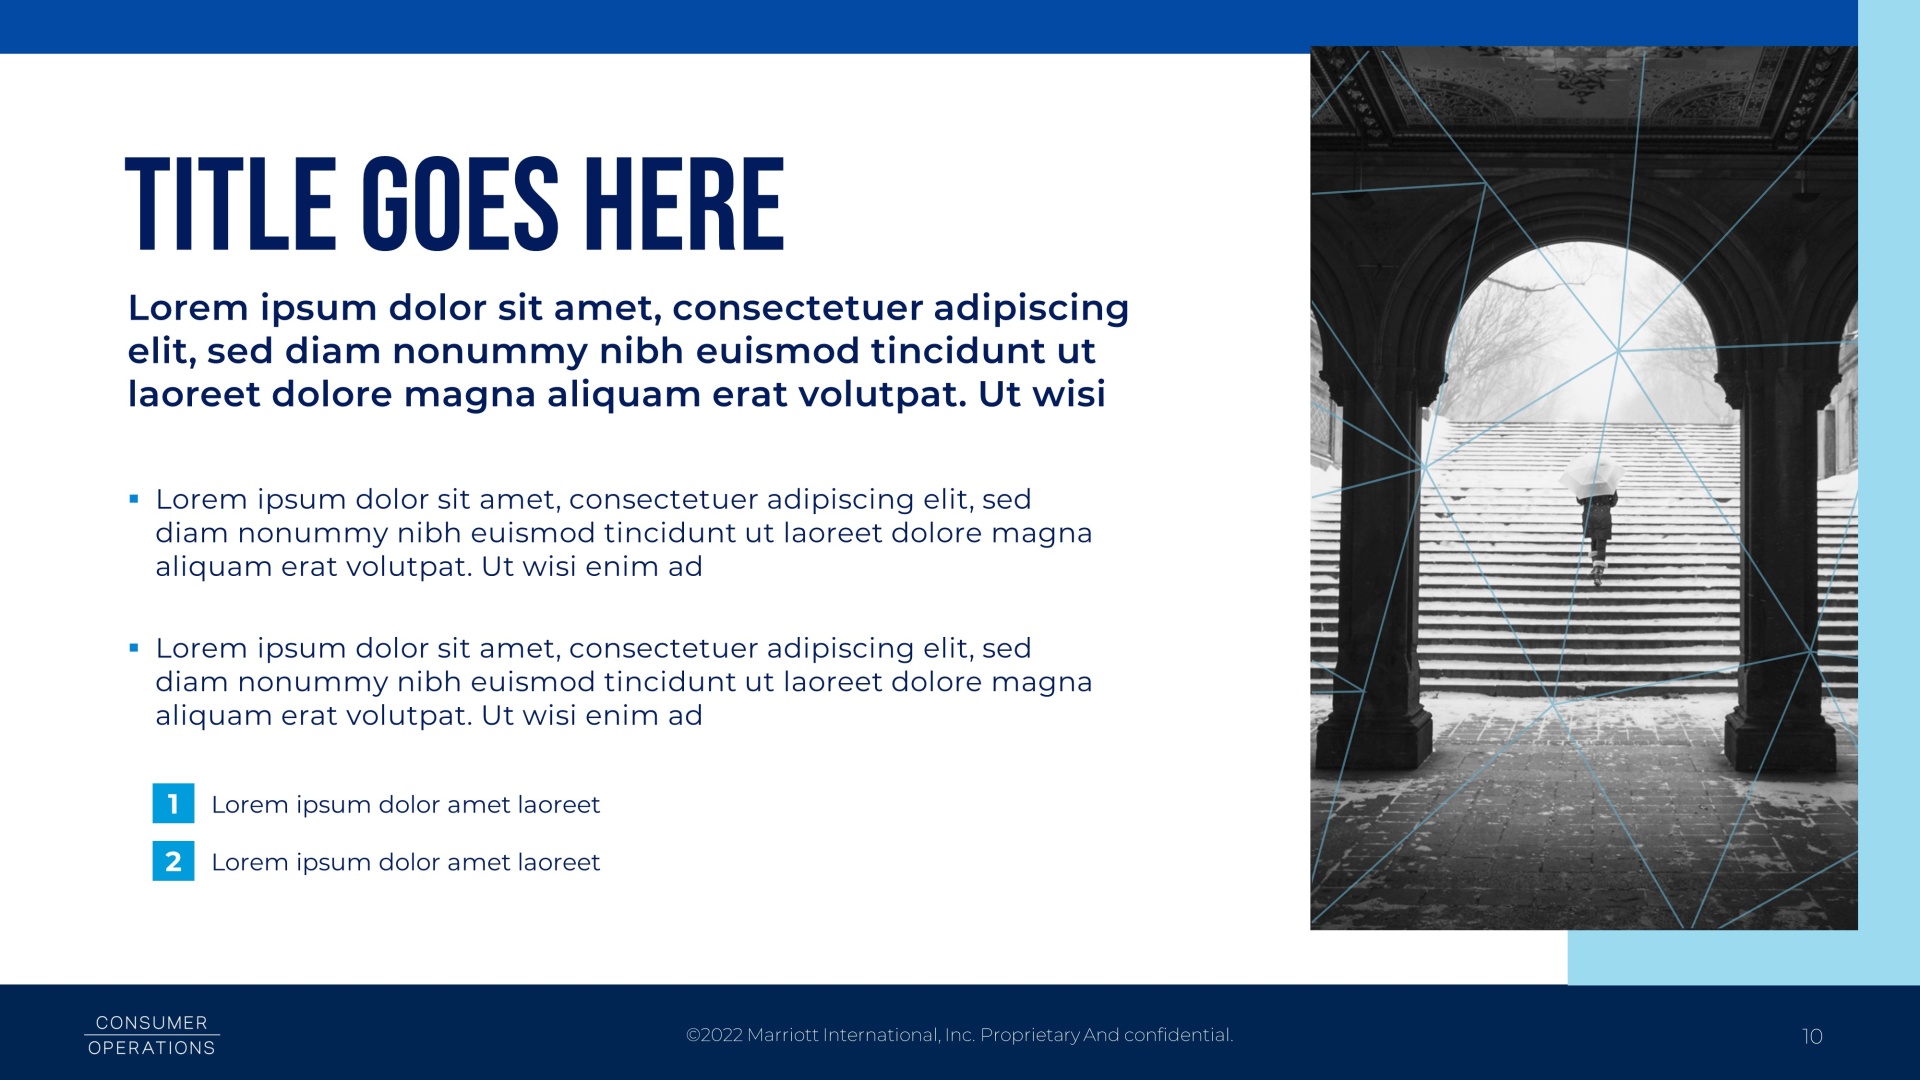 TITLE GOES HERE
Lorem ipsum dolor sit amet, consectetuer adipiscing
elit, sed diam nonummy nibh euismod tincidunt ut
laoreet dolore magna aliquam erat volutpat. Ut wisi
▪ Lorem ipsum dolor sit amet, consectetuer adipiscing elit, sed
diam nonummy nibh euismod tincidunt ut laoreet dolore magna
aliquam erat volutpat. Ut wisi enim ad
▪ Lorem ipsum dolor sit amet, consectetuer adipiscing elit, sed
diam nonummy nibh euismod tincidunt ut laoreet dolore magna
aliquam erat volutpat. Ut wisi enim ad
1 Lorem ipsum dolor amet laoreet
2 Lorem ipsum dolor amet laoreet
CONSUMER
OPERATIONS
©2022 Marriott International, Inc. Proprietary And confidential.
10